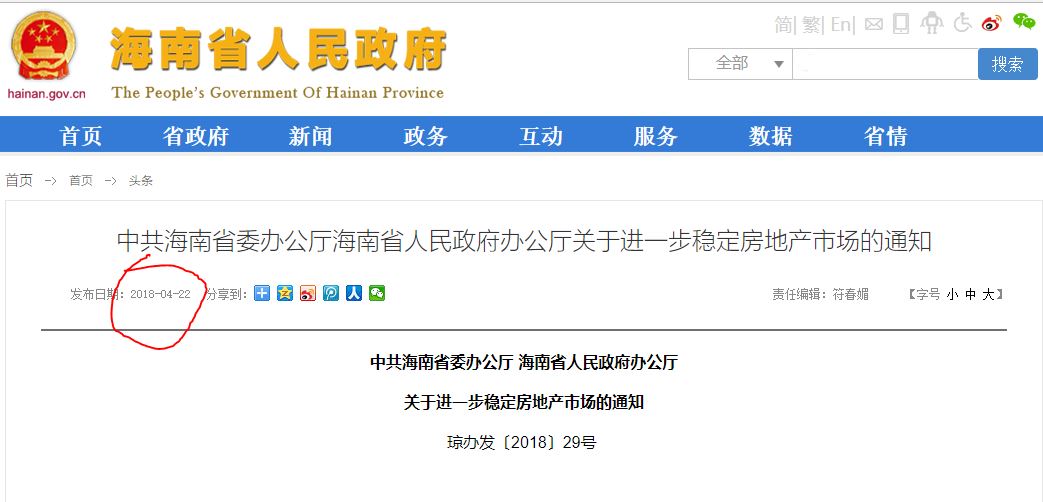 简| 繁| En|
海南省人民政府
hainan.gov.cn
The People's Government Of Hainan Province
全部
搜索
首页 省政府 新闻 政务 互动 服务 数据 省情
首页 -> 首页 -> 头条
中共海南省委办公厅海南省人民政府办公厅关于进一步稳定房地产市场的通知
发布日期：2018-04-22 分享到： 责任编辑：符春媚 【字号 小 中 大】
中共海南省委办公厅 海南省人民政府办公厅
关于进一步稳定房地产市场的通知
琼办发〔2018〕29号